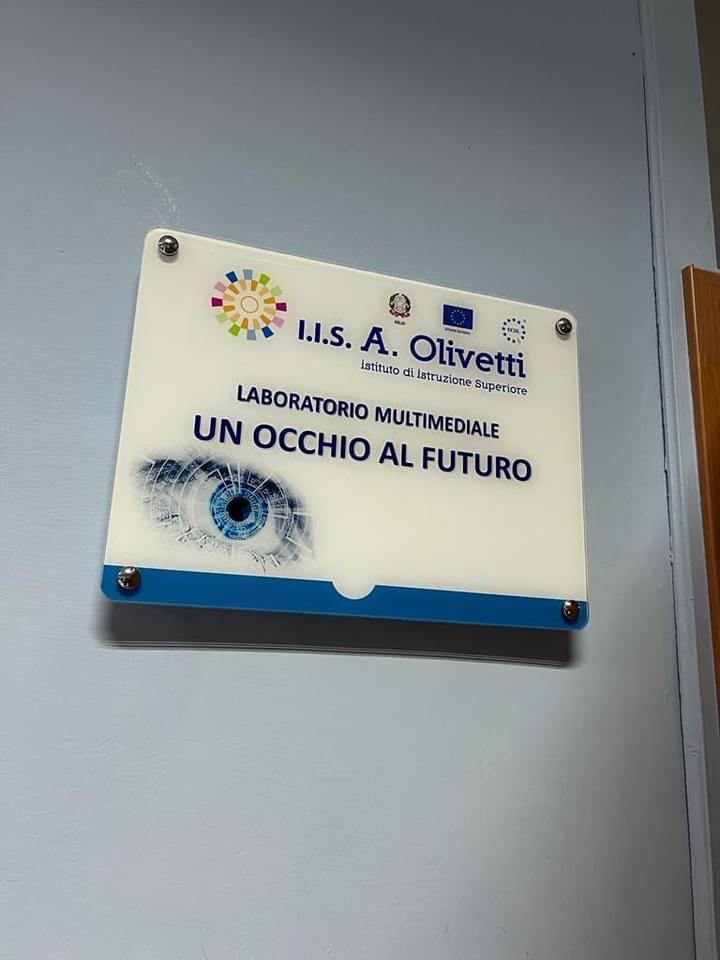 I.I.S. A. Olivetti
Istituto di Istruzione Superiore
LABORATORIO MULTIMEDIALE
UN OCCHIO AL FUTURO